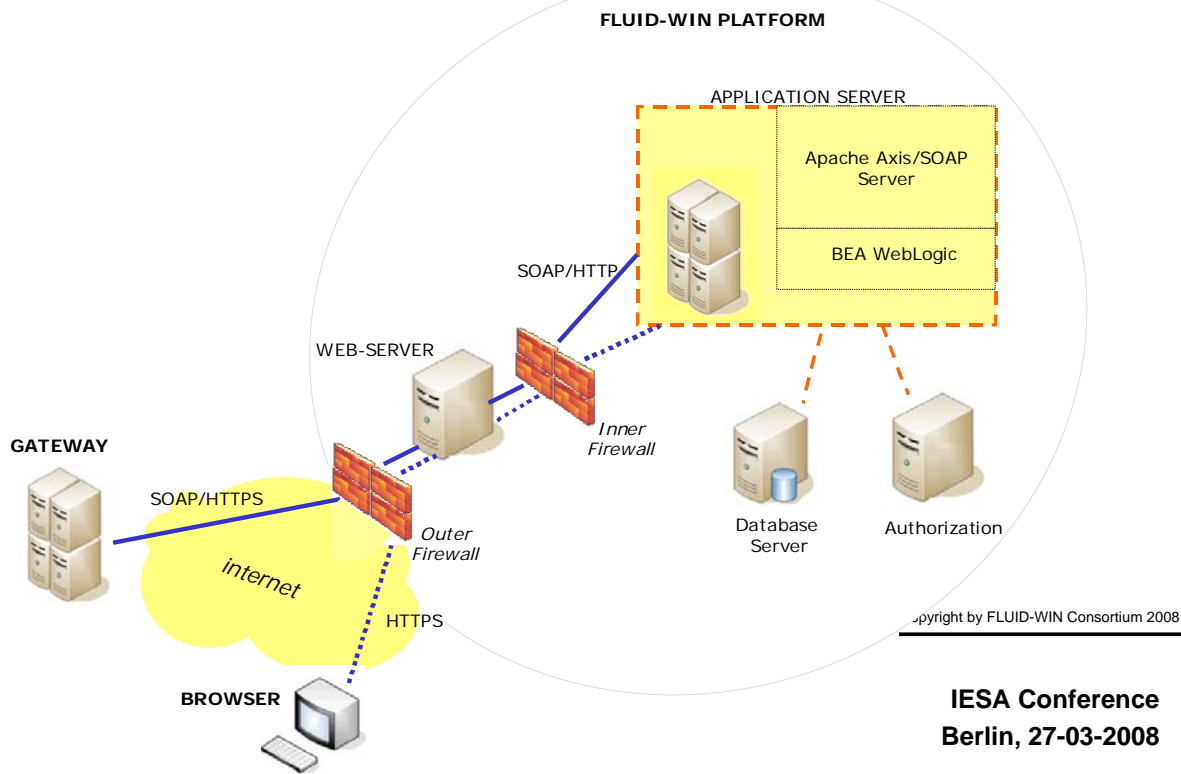 FLUID-WIN PLATFORM
APPLICATION SERVER
Apache Axis/SOAP
Server
BEA WebLogic
SOAP/HTTP
WEB-SERVER
Inner
Firewall
GATEWAY
SOAP/HTTPS
Outer
Firewall
internet
Database
Server
Authorization
HTTPS
opyright by FLUID-WIN Consortium 2008
BROWSER
IESA Conference
Berlin, 27-03-2008